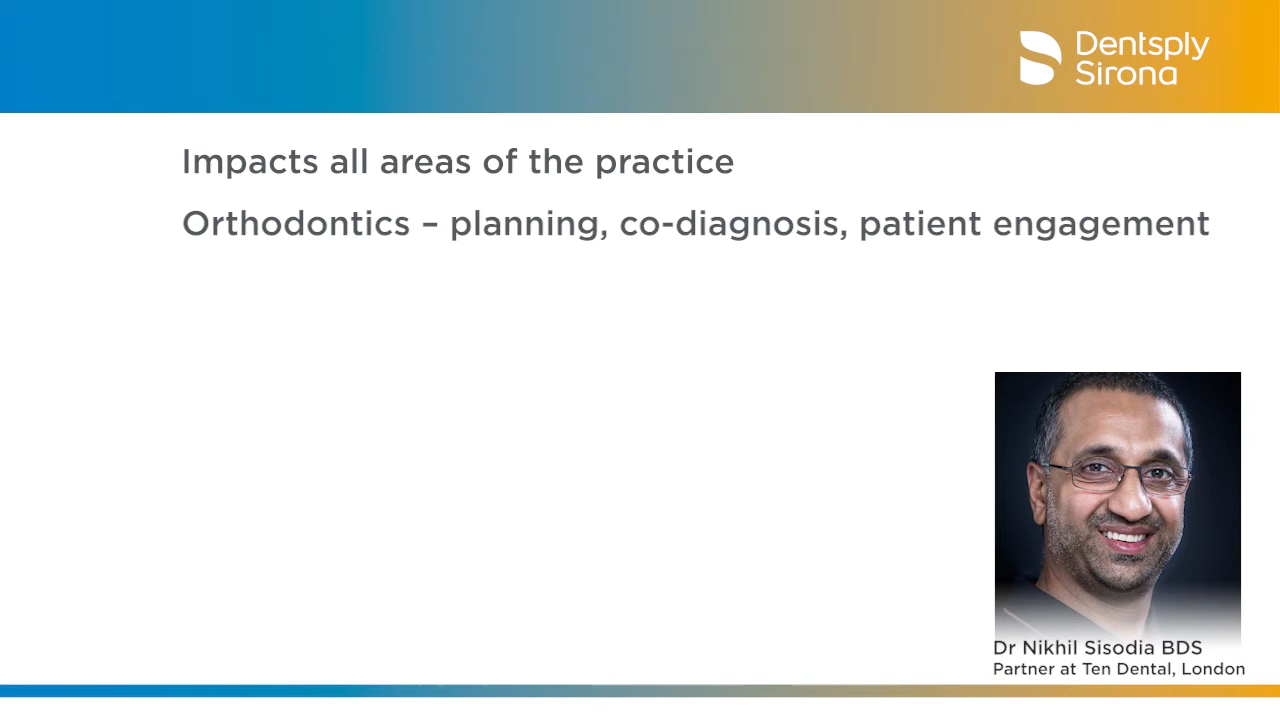 Dentsply
Sirona
Impacts all areas of the practice
Orthodontics – planning, co-diagnosis, patient engagement
Dr Nikhil Sisodia BDS
Partner at Ten Dental, London